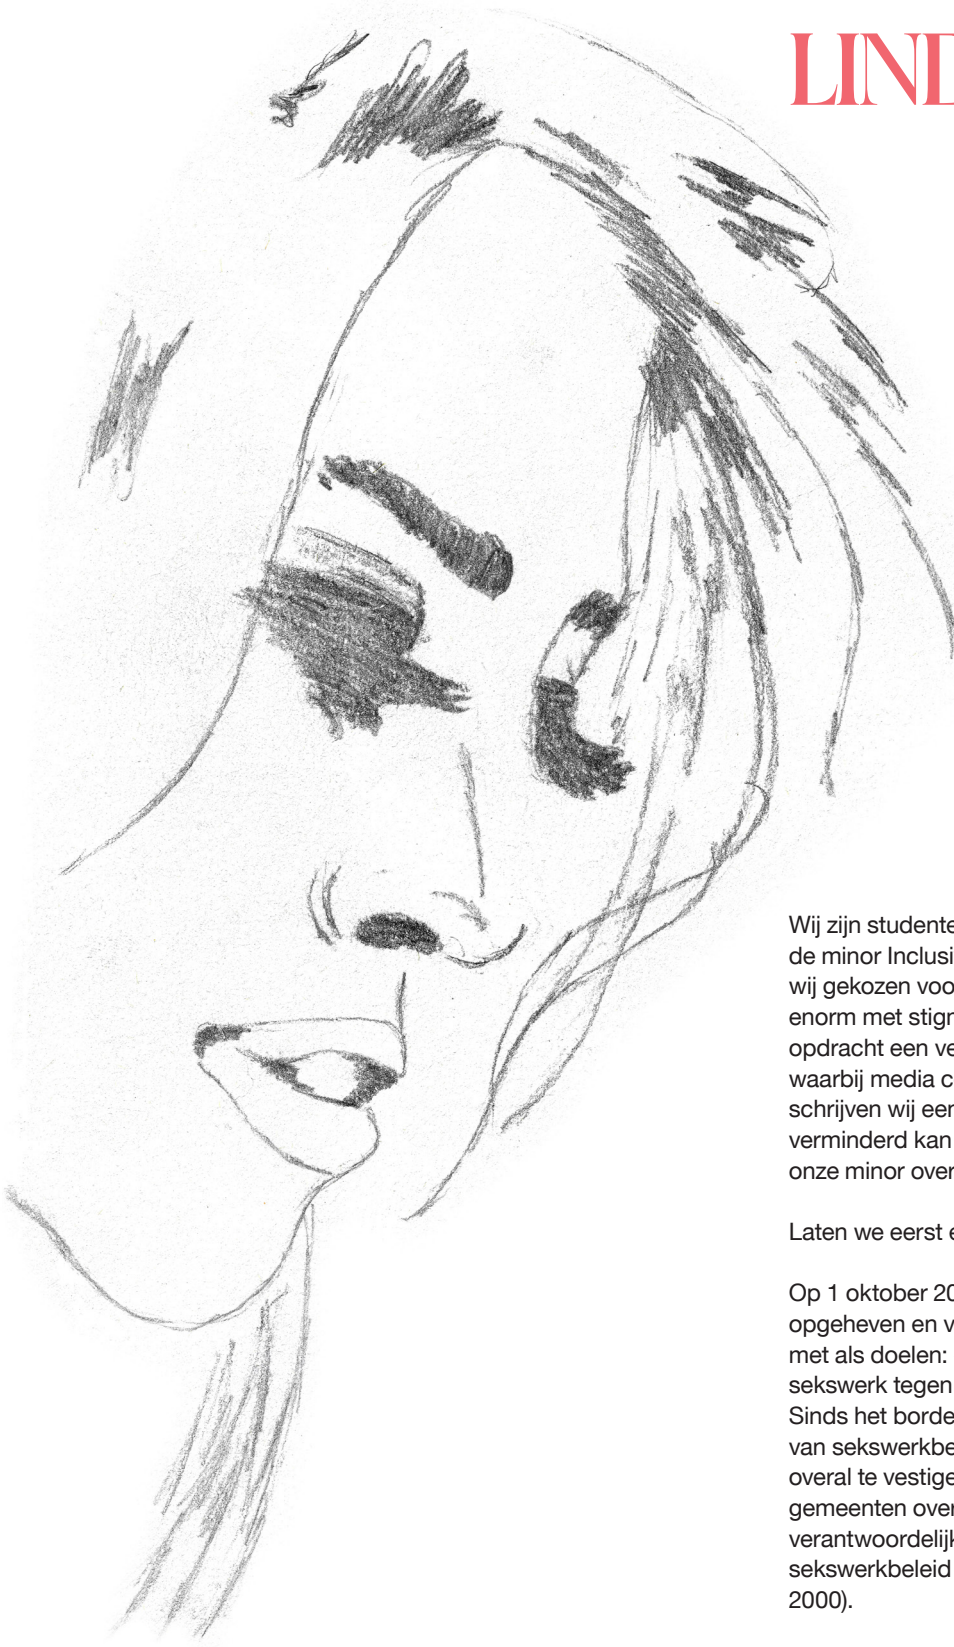 LIND
Wij zijn studente
de minor Inclusi
wij gekozen voo
enorm met stig
opdracht een ve
waarbij media c
schrijven wij ee
verminderd kan
onze minor over
Laten we eerst e
Op 1 oktober 20
opgeheven en v
met als doelen:
sekswerk tegen
Sinds het borde
van sekswerkbe
overal te vestige
gemeenten over
verantwoordelijk
sekswerkbeleid
2000).